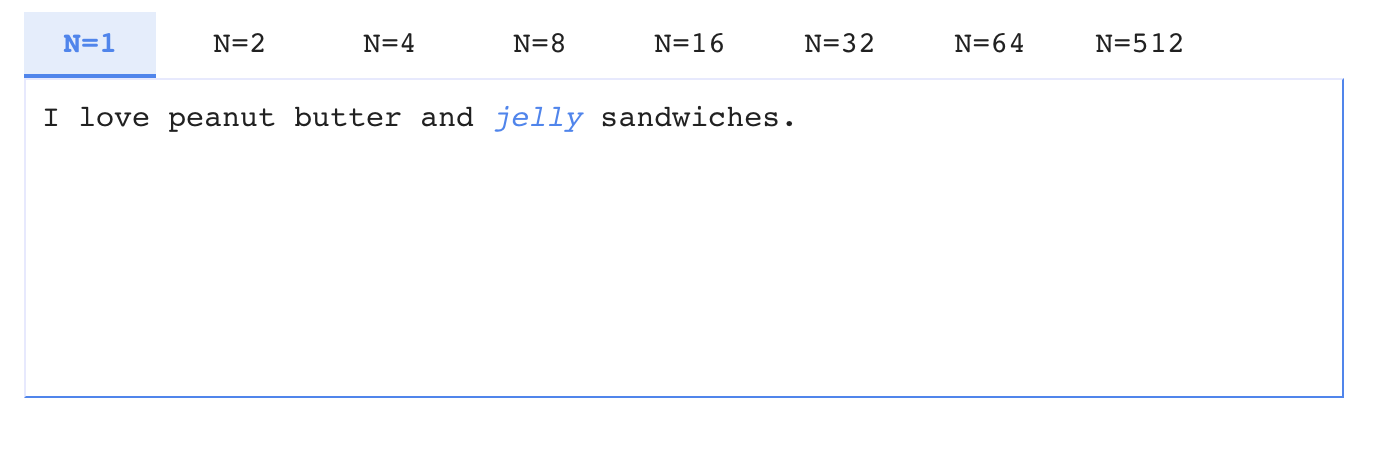 N=1 N=2 N=4 N=8 N=16 N=32 N=64 N=512
I love peanut butter and jelly sandwiches.